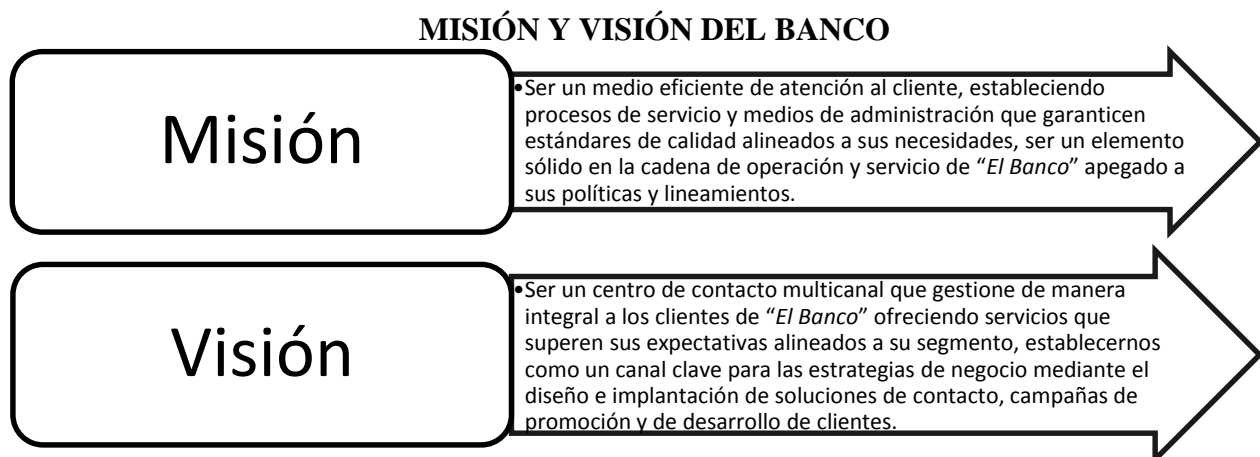 MISIÓN Y VISIÓN DEL BANCO
Misión
•Ser un medio eficiente de atención al cliente, estableciendo
procesos de servicio y medios de administración que garanticen
estándares de calidad alineados a sus necesidades, ser un elemento
sólido en la cadena de operación y servicio de “El Banco” apegado a
sus políticas y lineamientos.
Visión
•Ser un centro de contacto multicanal que gestione de manera
integral a los clientes de “El Banco” ofreciendo servicios que
superen sus expectativas alineados a su segmento, establecernos
como un canal clave para las estrategias de negocio mediante el
diseño e implantación de soluciones de contacto, campañas de
promoción y de desarrollo de clientes.